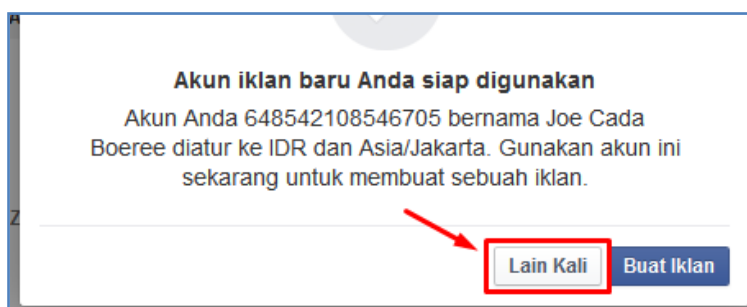 Akun iklan baru Anda siap digunakan
Akun Anda 648542108546705 bernama Joe Cada
Boeree diatur ke IDR dan Asia/Jakarta. Gunakan akun ini
sekarang untuk membuat sebuah iklan.
Lain Kali Buat Iklan